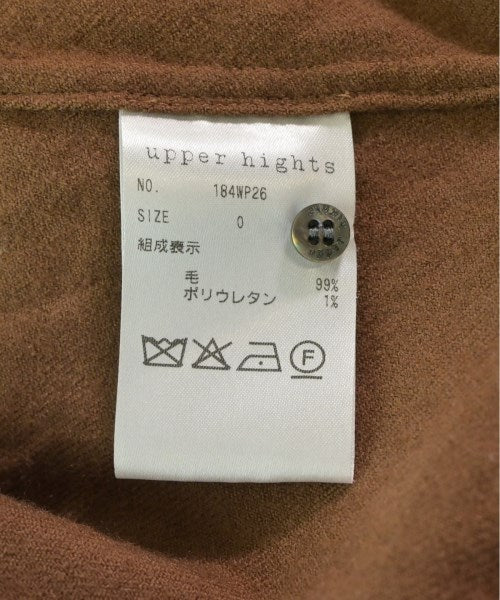 upper hights
NO. 184WP26
SIZE 0
組成表示
毛 99%
ポリウレタン 1%
F